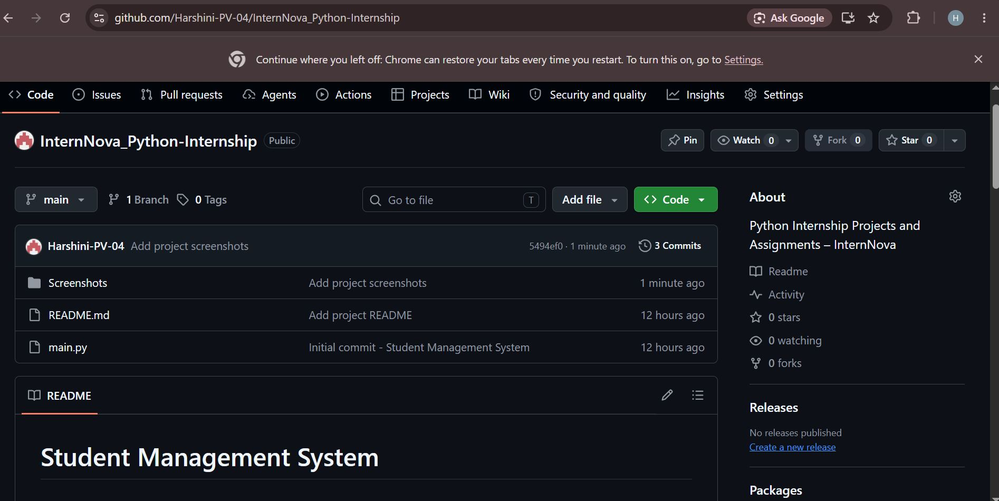 github.com/Harshini-PV-04/InternNova_Python-Internship
Ask Google
H
Continue where you left off: Chrome can restore your tabs every time you restart. To turn this on, go to Settings.
Code Issues Pull requests Agents Actions Projects Wiki Security and quality Insights Settings
InternNova_Python-Internship Public
Pin Watch 0 Fork 0 Star 0
main 1 Branch 0 Tags Go to file T Add file Code
Harshini-PV-04 Add project screenshots 5494ef0 · 1 minute ago 3 Commits
Screenshots Add project screenshots 1 minute ago
README.md Add project README 12 hours ago
main.py Initial commit - Student Management System 12 hours ago
README
Student Management System
About
Python Internship Projects and
Assignments – InternNova
Readme
Activity
0 stars
0 watching
0 forks
Releases
No releases published
Create a new release
Packages